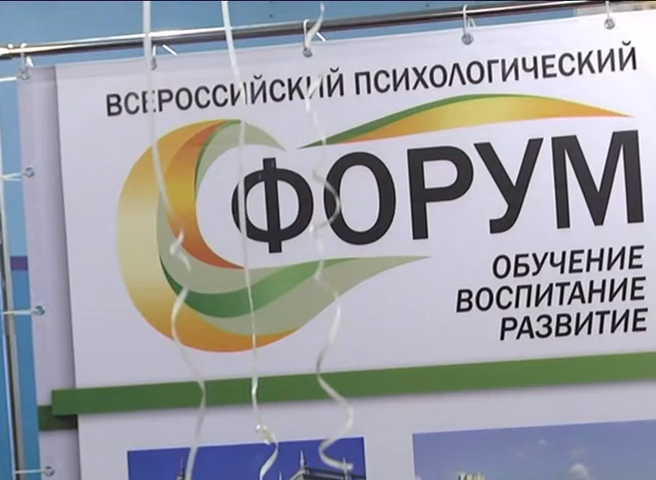 ВСЕРОССИЙСКИЙ ПСИХОЛОГИЧЕСКИЙ
ФОРУМ
ОБУЧЕНИЕ
ВОСПИТАНИЕ
РАЗВИТИЕ